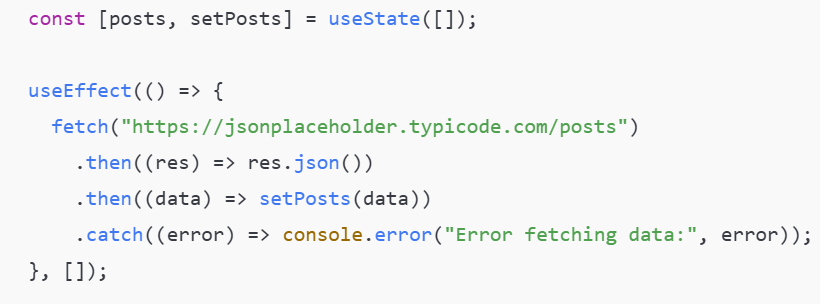 const [posts, setPosts] = useState([]);
useEffect(() => {
  fetch("https://jsonplaceholder.typicode.com/posts")
    .then((res) => res.json())
    .then((data) => setPosts(data))
    .catch((error) => console.error("Error fetching data:", error));
}, []);